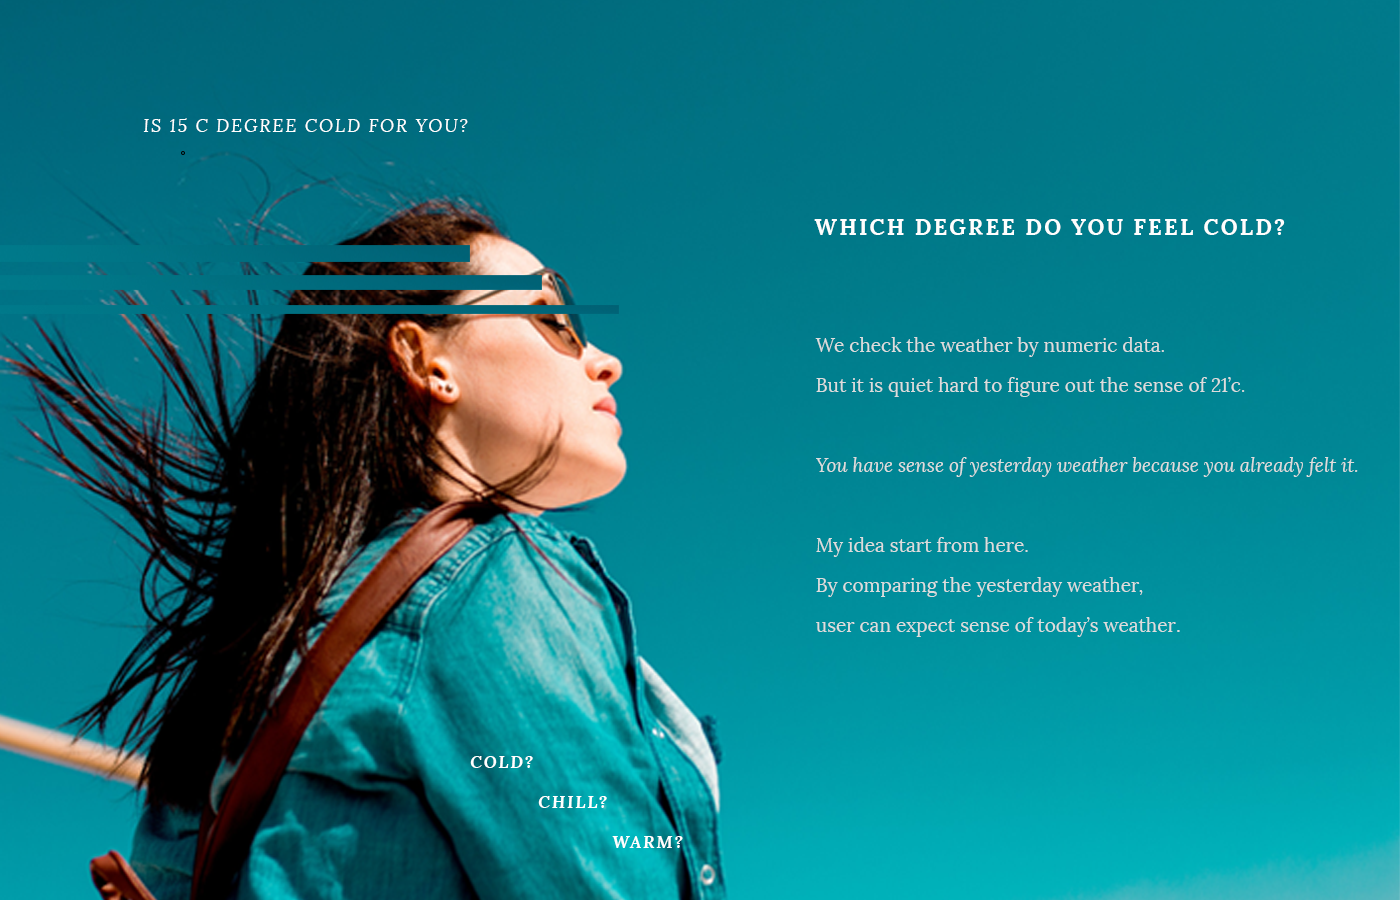 IS 15 C DEGREE COLD FOR YOU?
WHICH DEGREE DO YOU FEEL COLD?
We check the weather by numeric data.
But it is quiet hard to figure out the sense of 21'c.
You have sense of yesterday weather because you already felt it.
My idea start from here.
By comparing the yesterday weather,
user can expect sense of today's weather.
COLD?
CHILL?
WARM?